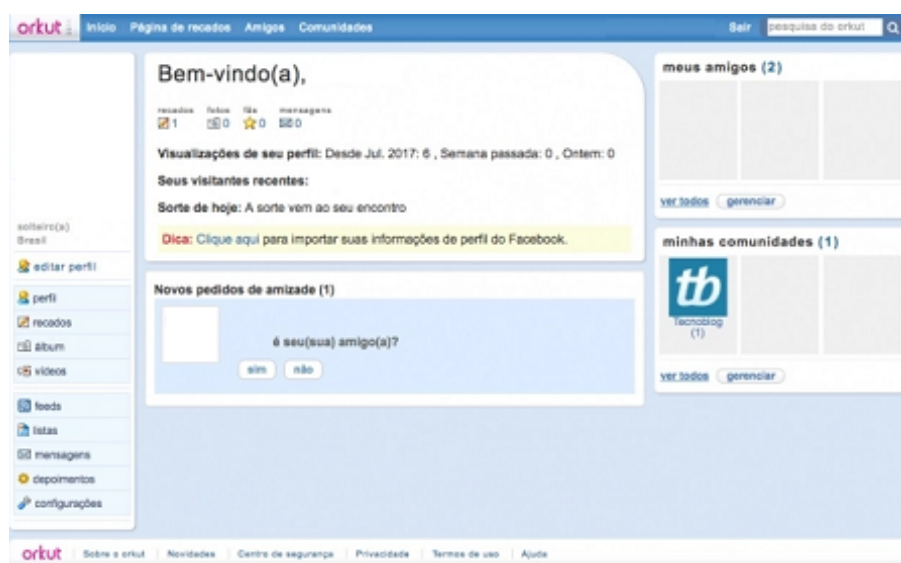 orkut Início Página de recados Amigos Comunidades Sair pesquisa do orkut
solteiro(a)
Brasil
editar perfil
perfil
recados
álbum
vídeos
feeds
listas
mensagens
depoimentos
configurações
Bem-vindo(a),
recados fotos fãs mensagens
1 0 0 0
Visualizações de seu perfil: Desde Jul. 2017: 6 , Semana passada: 0 , Ontem: 0
Seus visitantes recentes:
Sorte de hoje: A sorte vem ao seu encontro
Dica: Clique aqui para importar suas informações de perfil do Facebook.
Novos pedidos de amizade (1)
é seu(sua) amigo(a)?
sim não
meus amigos (2)
ver todos gerenciar
minhas comunidades (1)
tb
Tecnoblog
(1)
ver todos gerenciar
orkut Sobre o orkut Novidades Centro de segurança Privacidade Termos de uso Ajuda